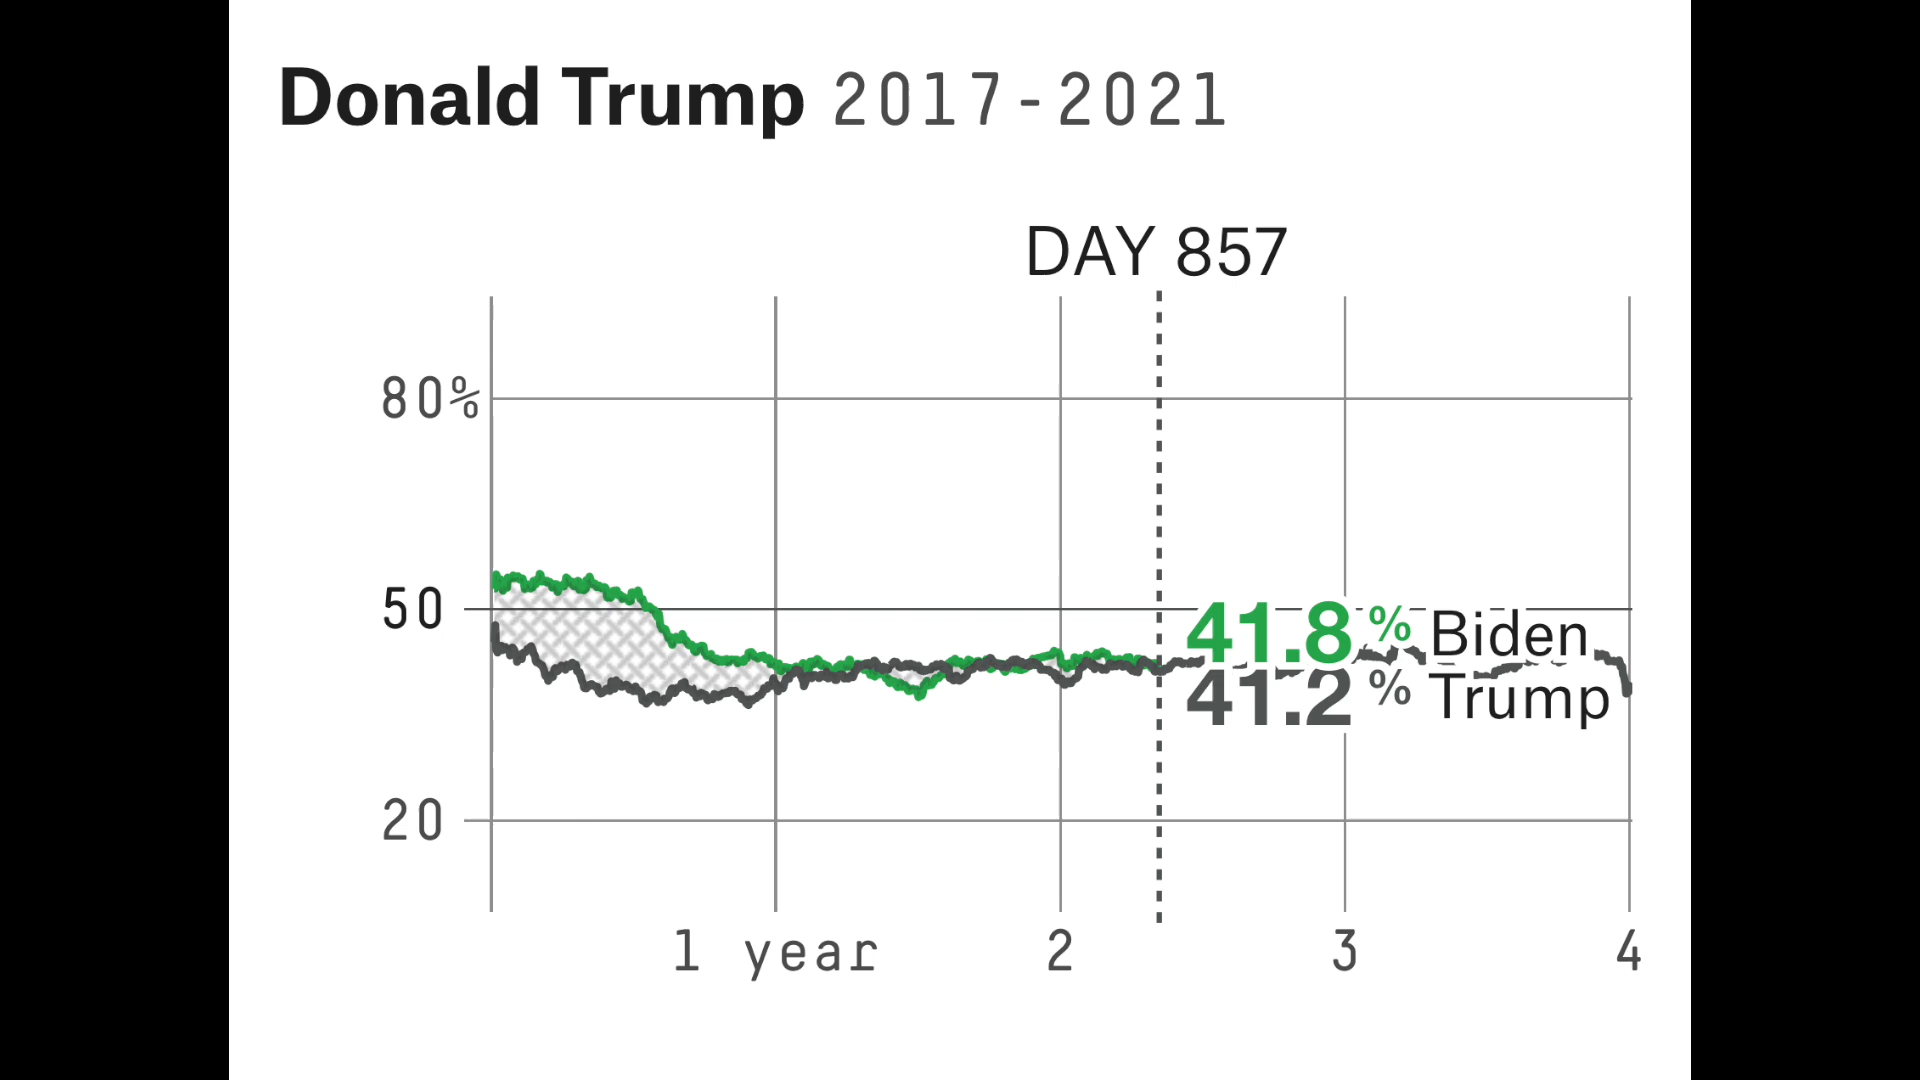 Donald Trump 2017-2021
DAY 857
80%
50
41.8% Biden
41.2% Trump
20
1 year 2 3 4